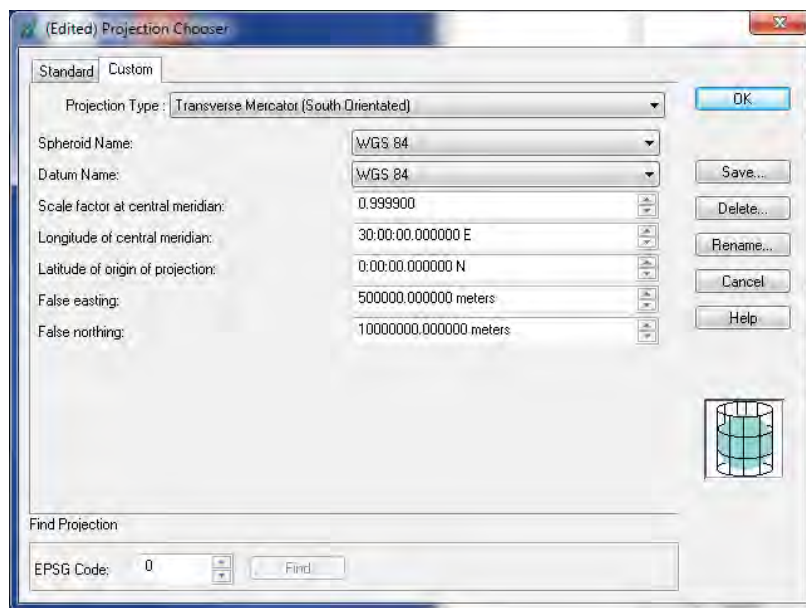 (Edited) Projection Chooser
Standard Custom
Projection Type : Transverse Mercator (South Orientated)
OK
Spheroid Name: WGS 84
Datum Name: WGS 84
Save...
Scale factor at central meridian: 0.999900
Delete...
Longitude of central meridian: 30:00:00.000000 E
Rename...
Latitude of origin of projection: 0:00:00.000000 N
Cancel
False easting: 500000.000000 meters
Help
False northing: 10000000.000000 meters
Find Projection
EPSG Code: 0 Find